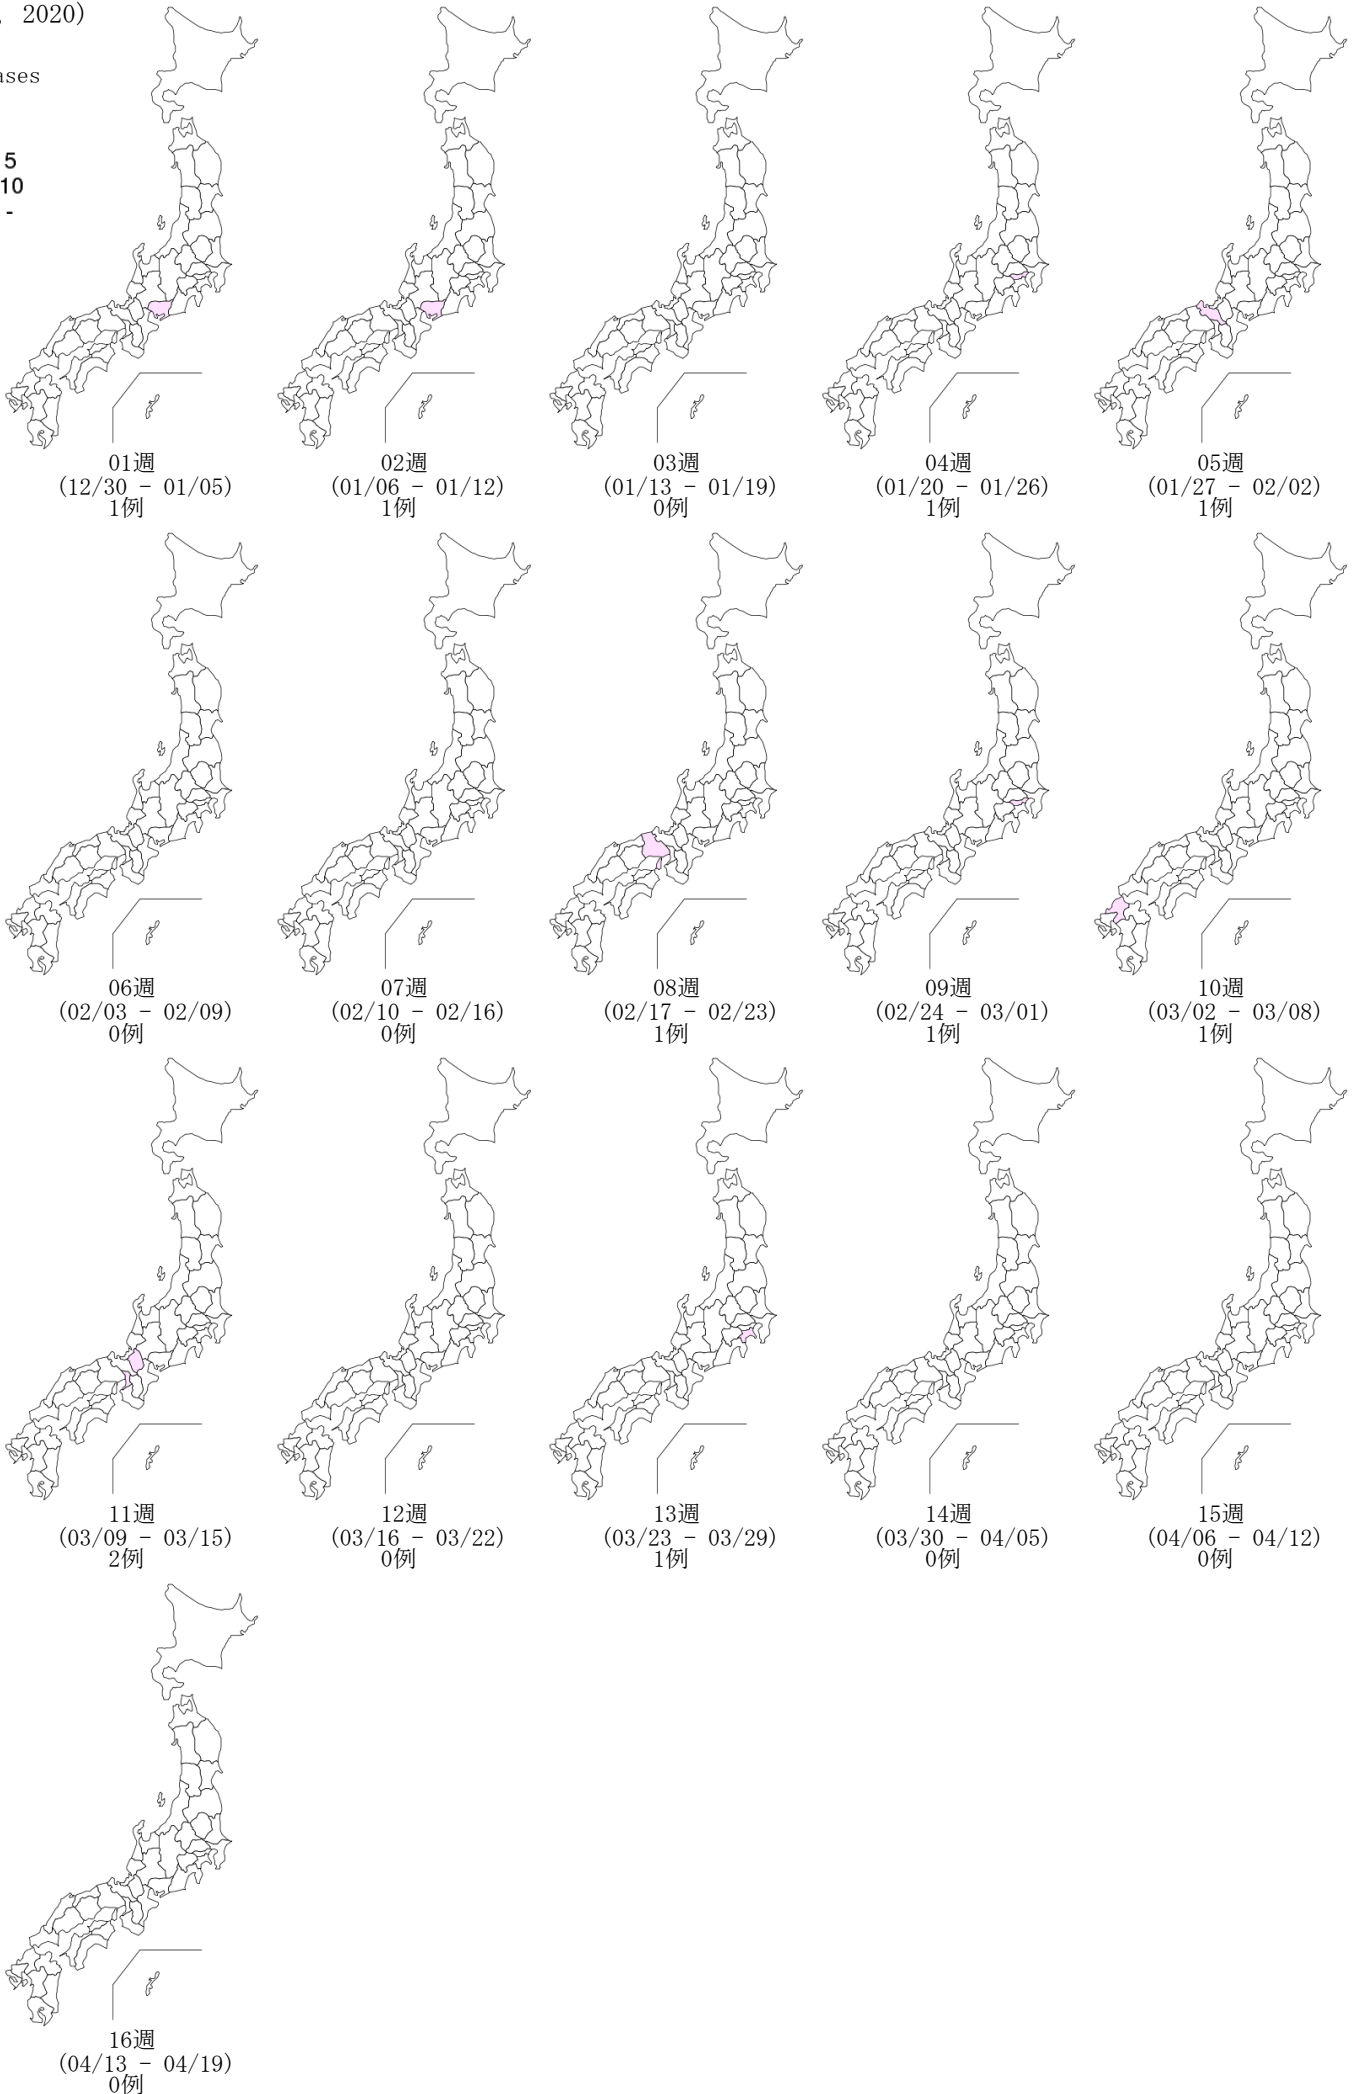 2020)
ases
5
10
-
01週
(12/30 - 01/05)
1例
02週
(01/06 - 01/12)
1例
03週
(01/13 - 01/19)
0例
04週
(01/20 - 01/26)
1例
05週
(01/27 - 02/02)
1例
06週
(02/03 - 02/09)
0例
07週
(02/10 - 02/16)
0例
08週
(02/17 - 02/23)
1例
09週
(02/24 - 03/01)
1例
10週
(03/02 - 03/08)
1例
11週
(03/09 - 03/15)
2例
12週
(03/16 - 03/22)
0例
13週
(03/23 - 03/29)
1例
14週
(03/30 - 04/05)
0例
15週
(04/06 - 04/12)
0例
16週
(04/13 - 04/19)
0例